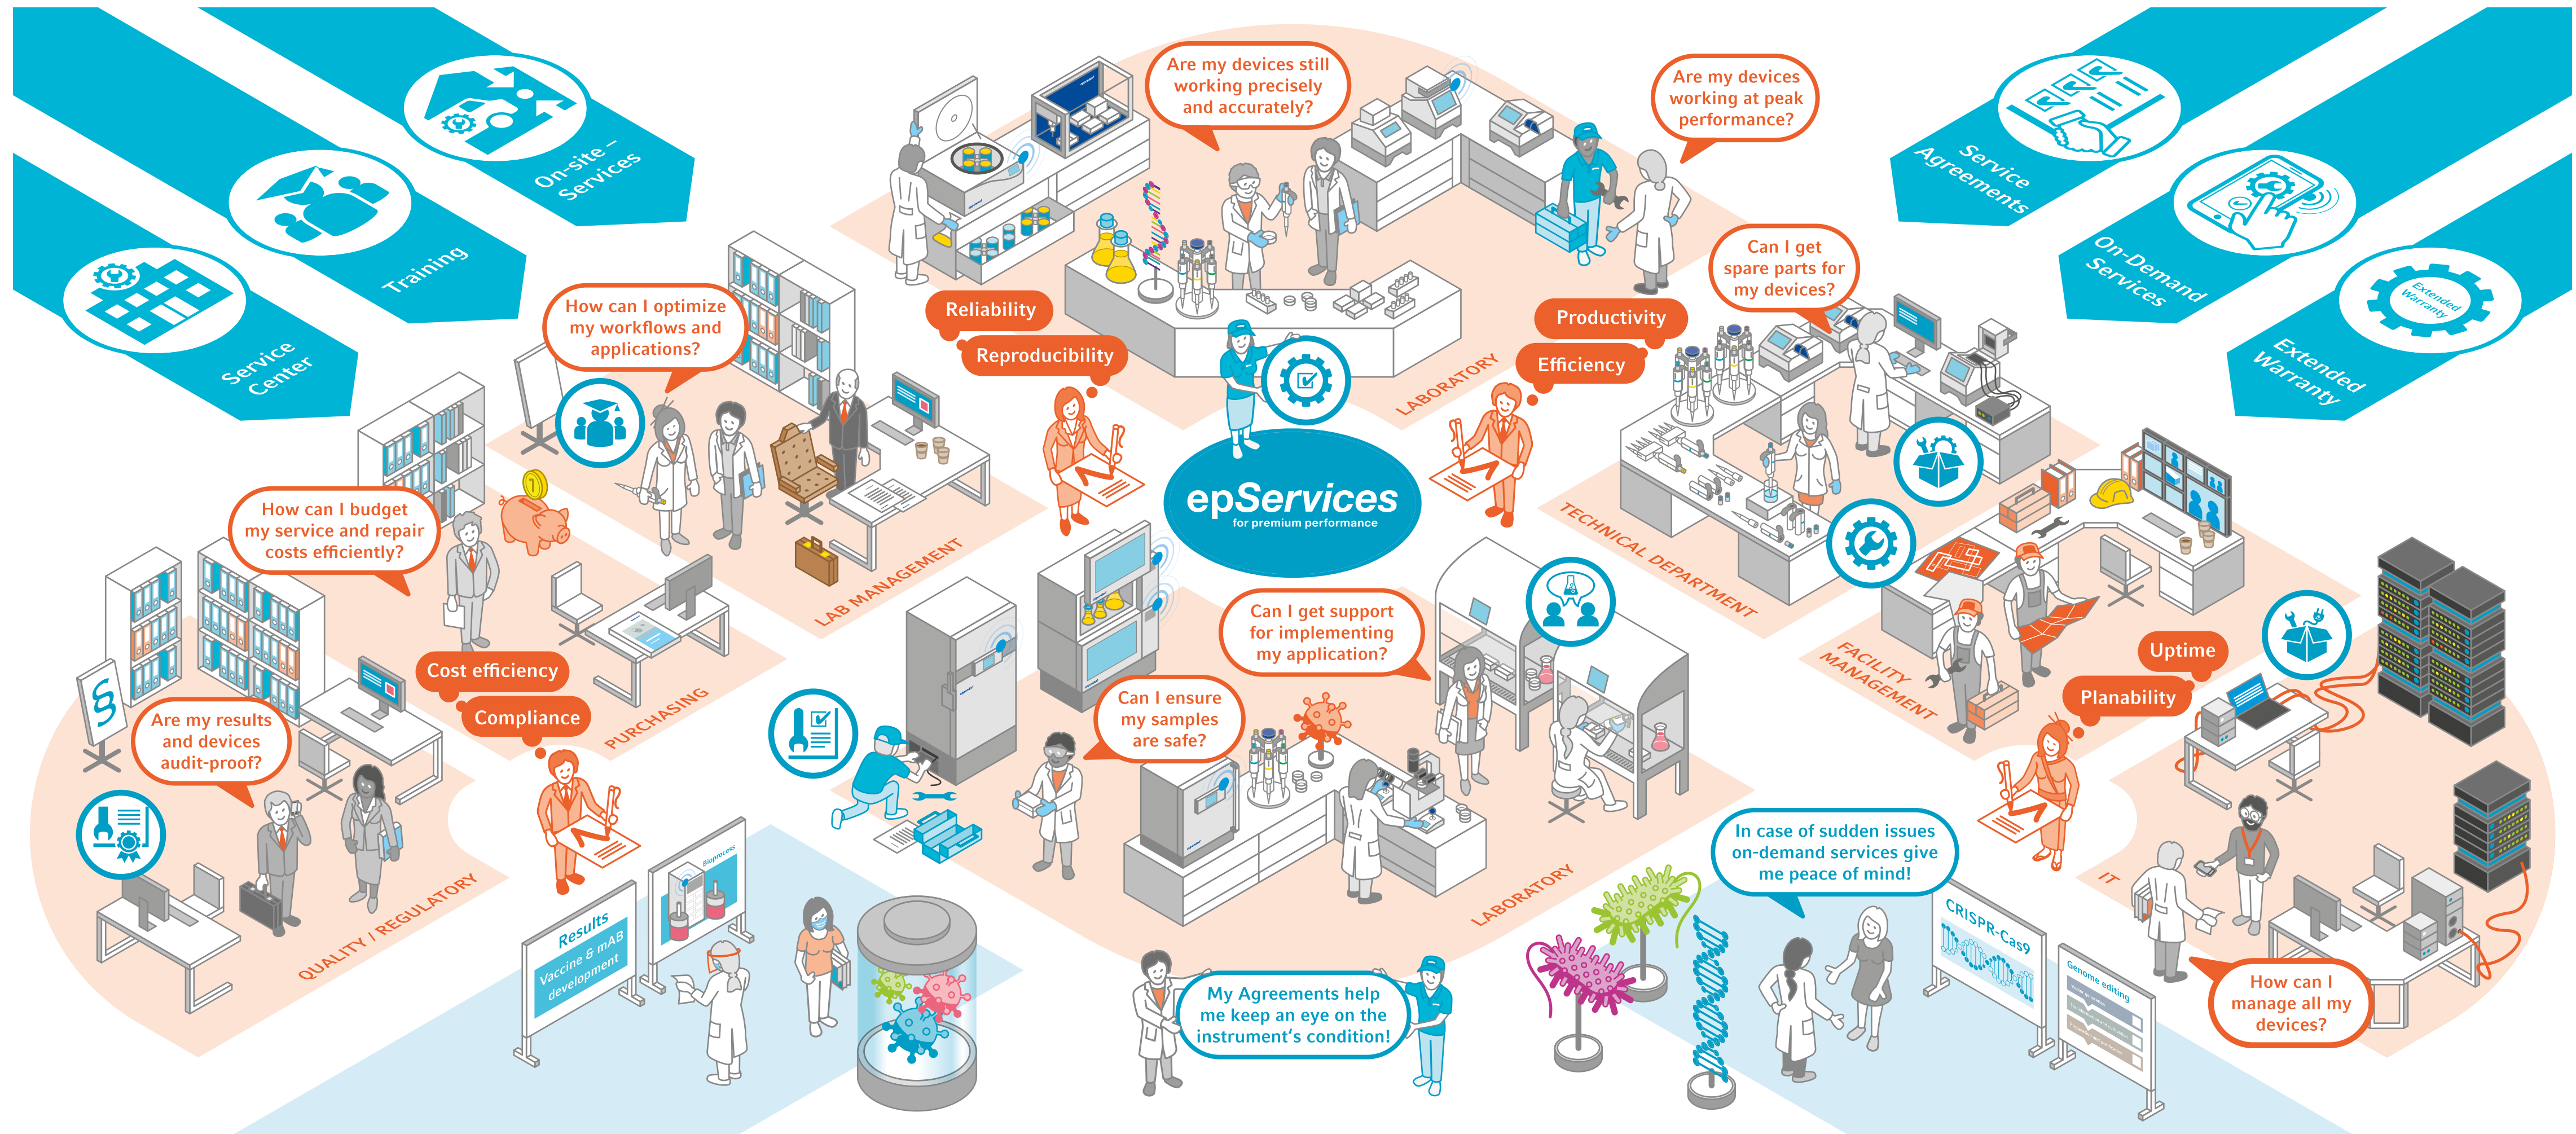 On-site –
Services
Training
Service
Center
Service
Agreements
On-Demand
Services
Extended
Warranty
Extended
Warranty
Are my devices still
working precisely
and accurately?
Are my devices
working at peak
performance?
Can I get
spare parts for
my devices?
How can I optimize
my workflows and
applications?
Reliability
Reproducibility
Productivity
Efficiency
LABORATORY
epServices
for premium performance
How can I budget
my service and repair
costs efficiently?
LAB MANAGEMENT
TECHNICAL DEPARTMENT
1
§
Cost efficiency
Compliance
PURCHASING
Are my results
and devices
audit-proof?
QUALITY / REGULATORY
Can I get support
for implementing
my application?
Can I ensure
my samples
are safe?
LABORATORY
FACILITY
MANAGEMENT
Uptime
Planability
IT
In case of sudden issues
on-demand services give
me peace of mind!
How can I
manage all my
devices?
Results
Vaccine & mAB
development
Bioprocess
My Agreements help
me keep an eye on the
instrument's condition!
CRISPR-Cas9
Genome editing